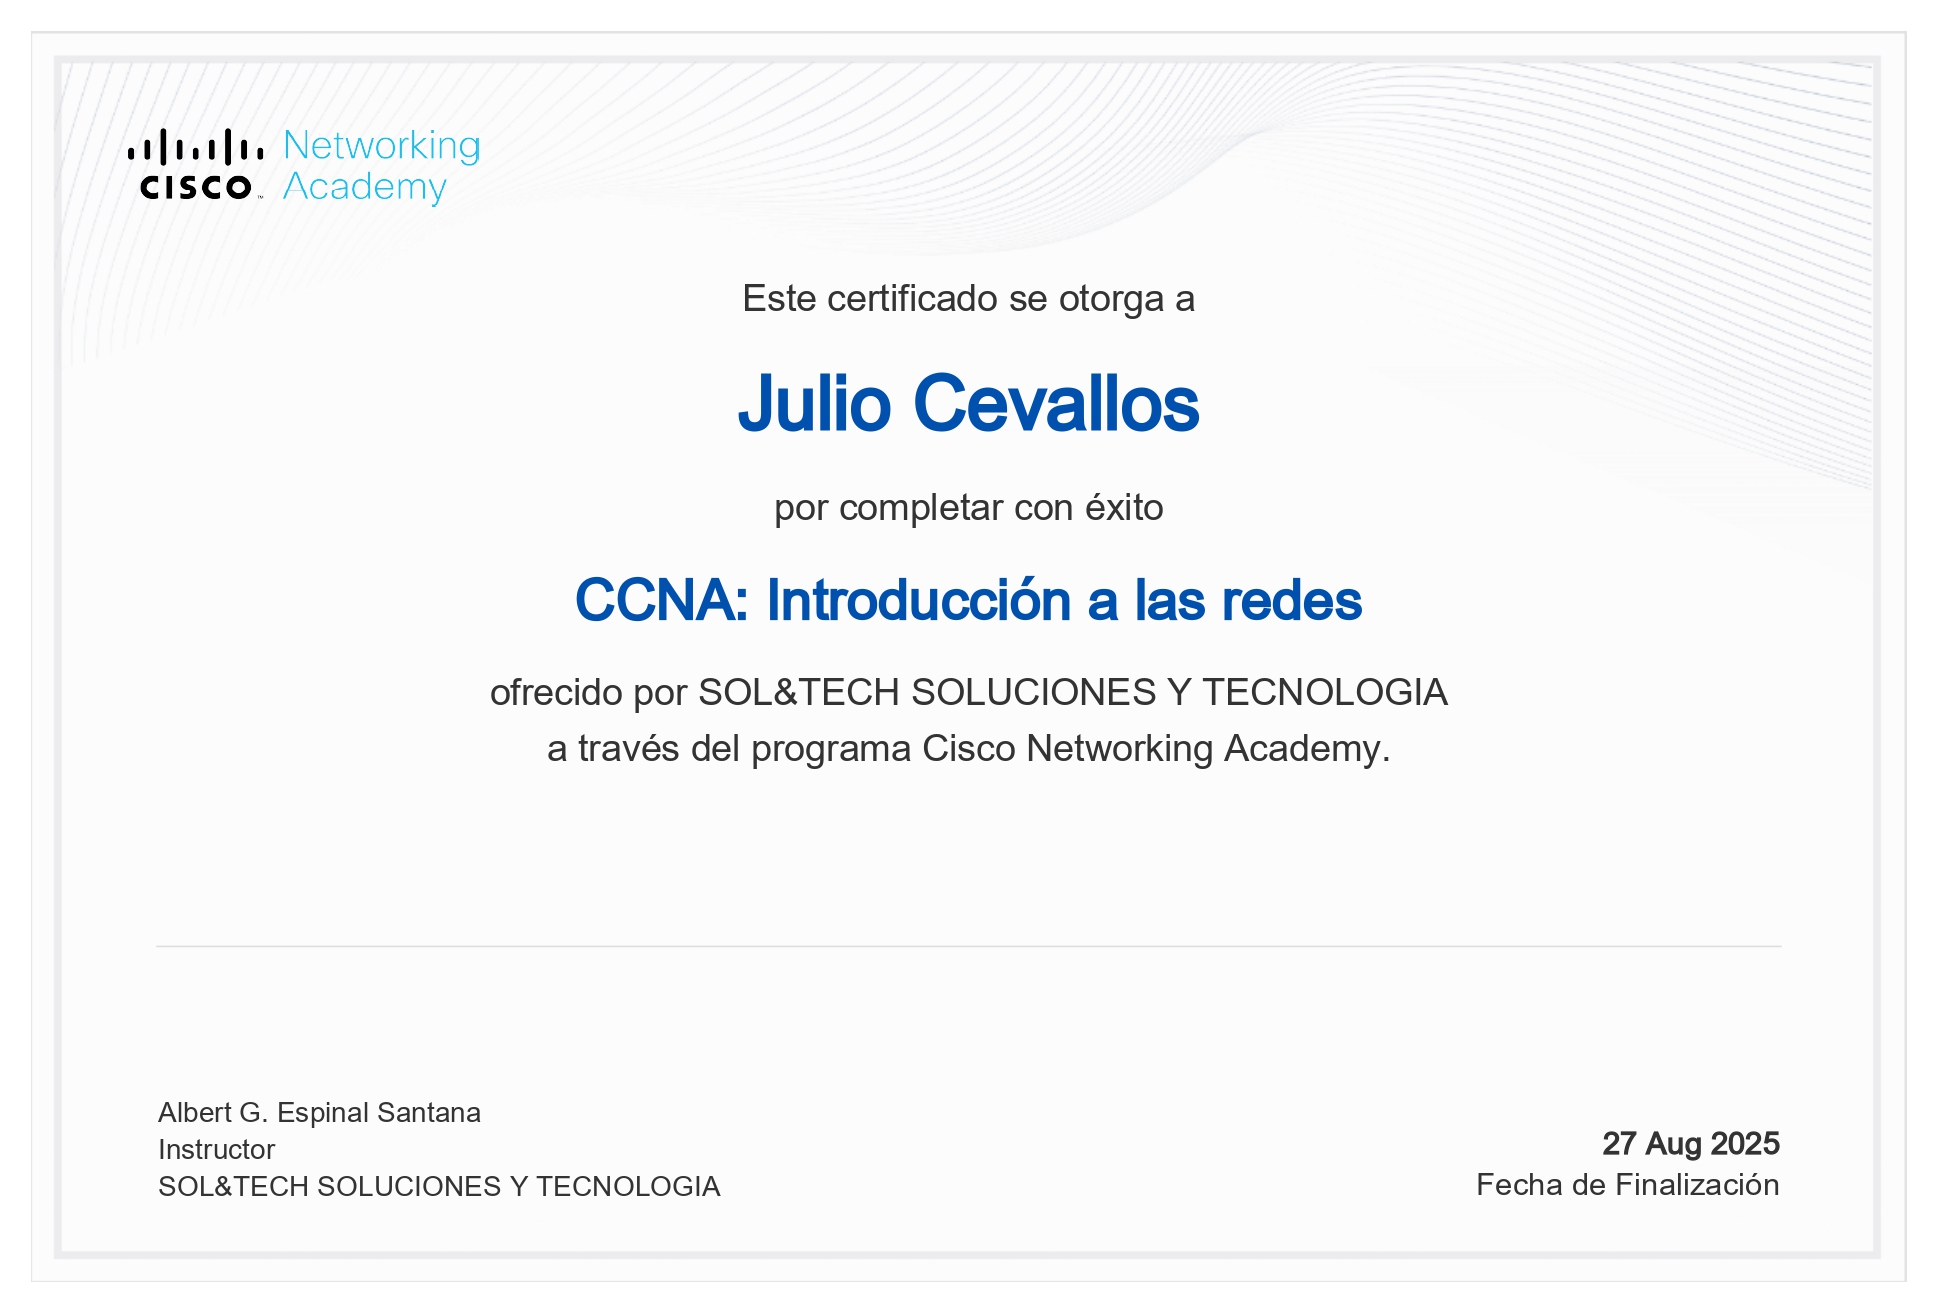 Networking
CISCO Academy
Este certificado se otorga a
Julio Cevallos
por completar con éxito
CCNA: Introducción a las redes
ofrecido por SOL&TECH SOLUCIONES Y TECNOLOGIA
a través del programa Cisco Networking Academy.
Albert G. Espinal Santana
Instructor
SOL&TECH SOLUCIONES Y TECNOLOGIA
27 Aug 2025
Fecha de Finalización